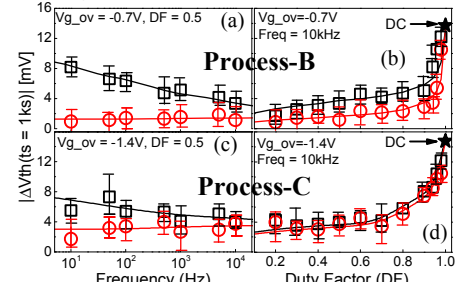 Vg_ov = -0.7V, DF = 0.5
(a)
Vg_ov=-0.7V
Freq = 10kHz
DC
(b)
Process-B
16
12
8
4
0
|ΔVth(ts = 1ks)| [mV]
Vg_ov = -1.4V, DF = 0.5
(c)
Vg_ov=-1.4V
Freq = 10kHz
DC
(d)
Process-C
12
8
4
0
10¹ 10² 10³ 10⁴
0.2 0.4 0.6 0.8 1.0
Frequency (Hz)
Duty Factor (DF)